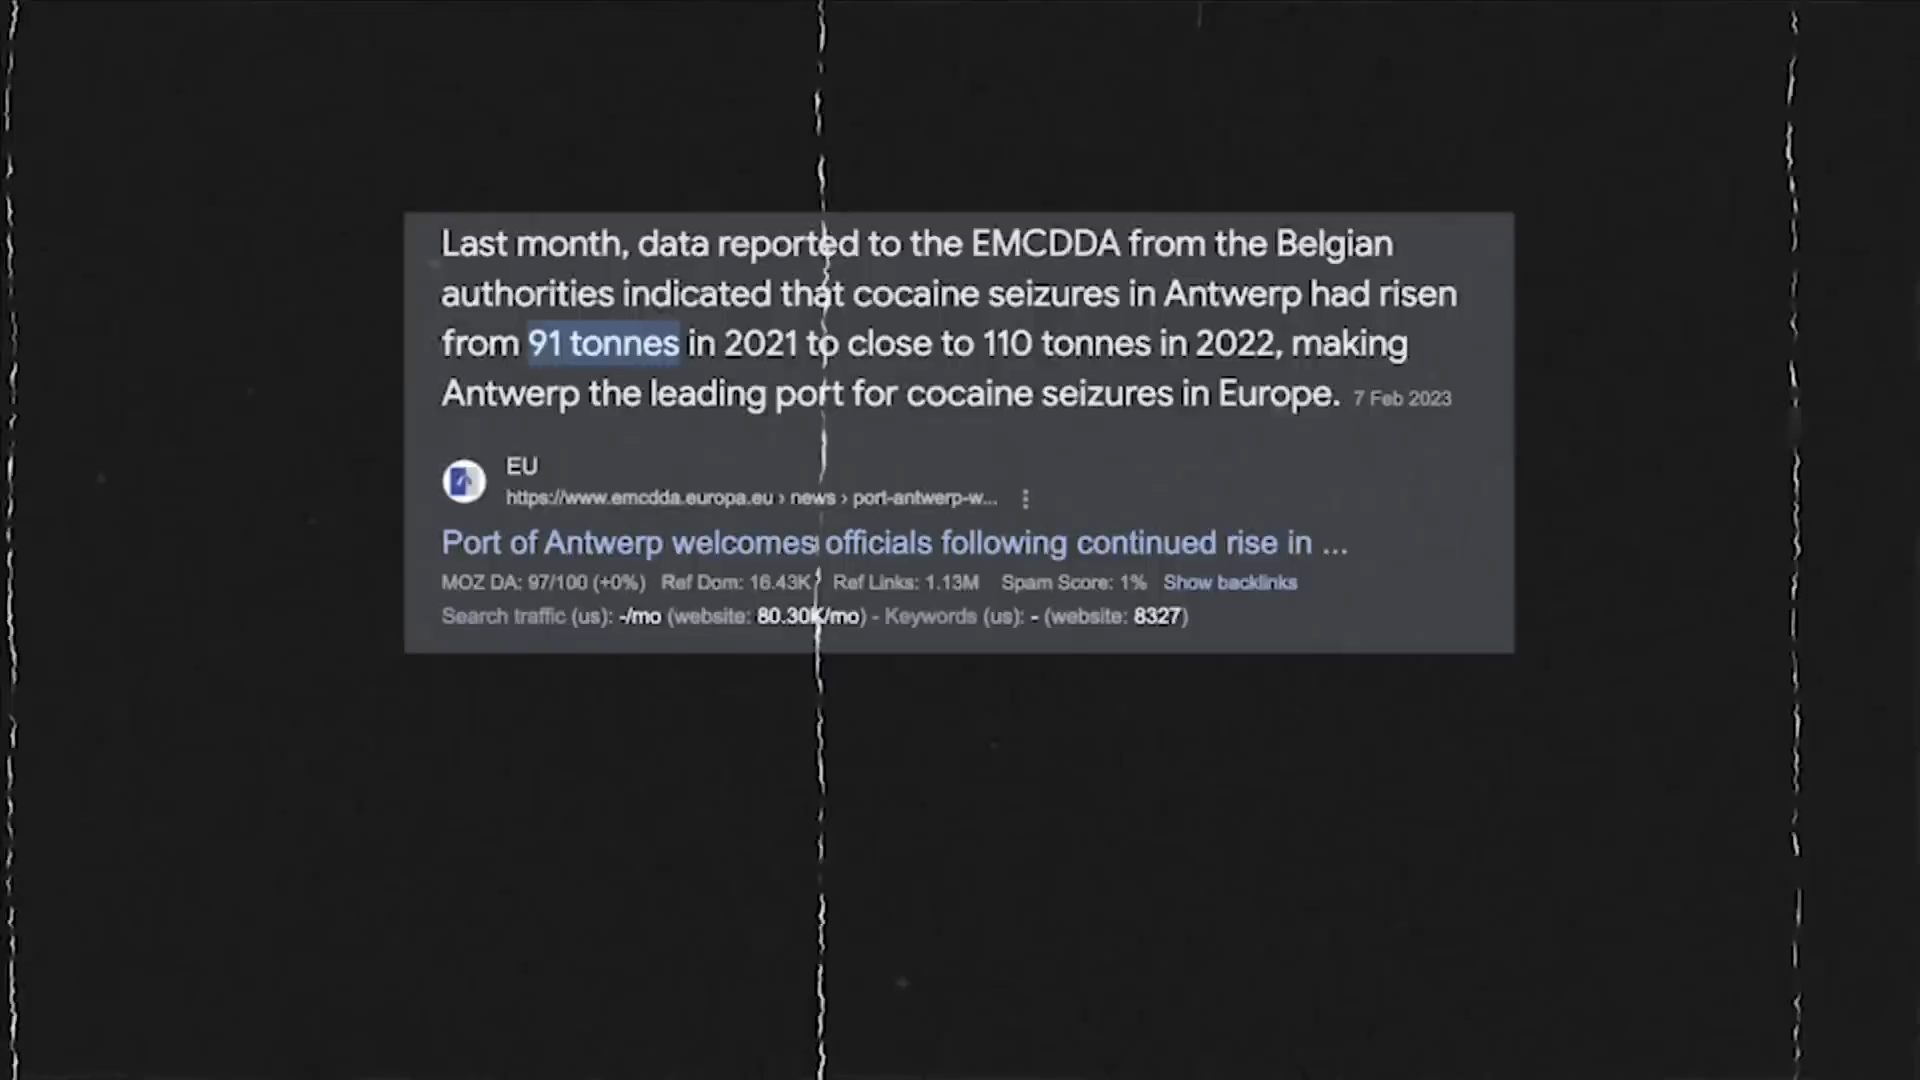 Last month, data reported to the EMCDDA from the Belgian
authorities indicated that cocaine seizures in Antwerp had risen
from 91 tonnes in 2021 to close to 110 tonnes in 2022, making
Antwerp the leading port for cocaine seizures in Europe. 7 Feb 2023
EU
https://www.emcdda.europa.eu › news › port-antwerp-w...
Port of Antwerp welcomes officials following continued rise in ...
MOZ DA: 97/100 (+0%) Ref Dom: 16.43K Ref Links: 1.13M Spam Score: 1% Show backlinks
Search traffic (us): -/mo (website: 80.30K/mo) - Keywords (us): - (website: 8327)